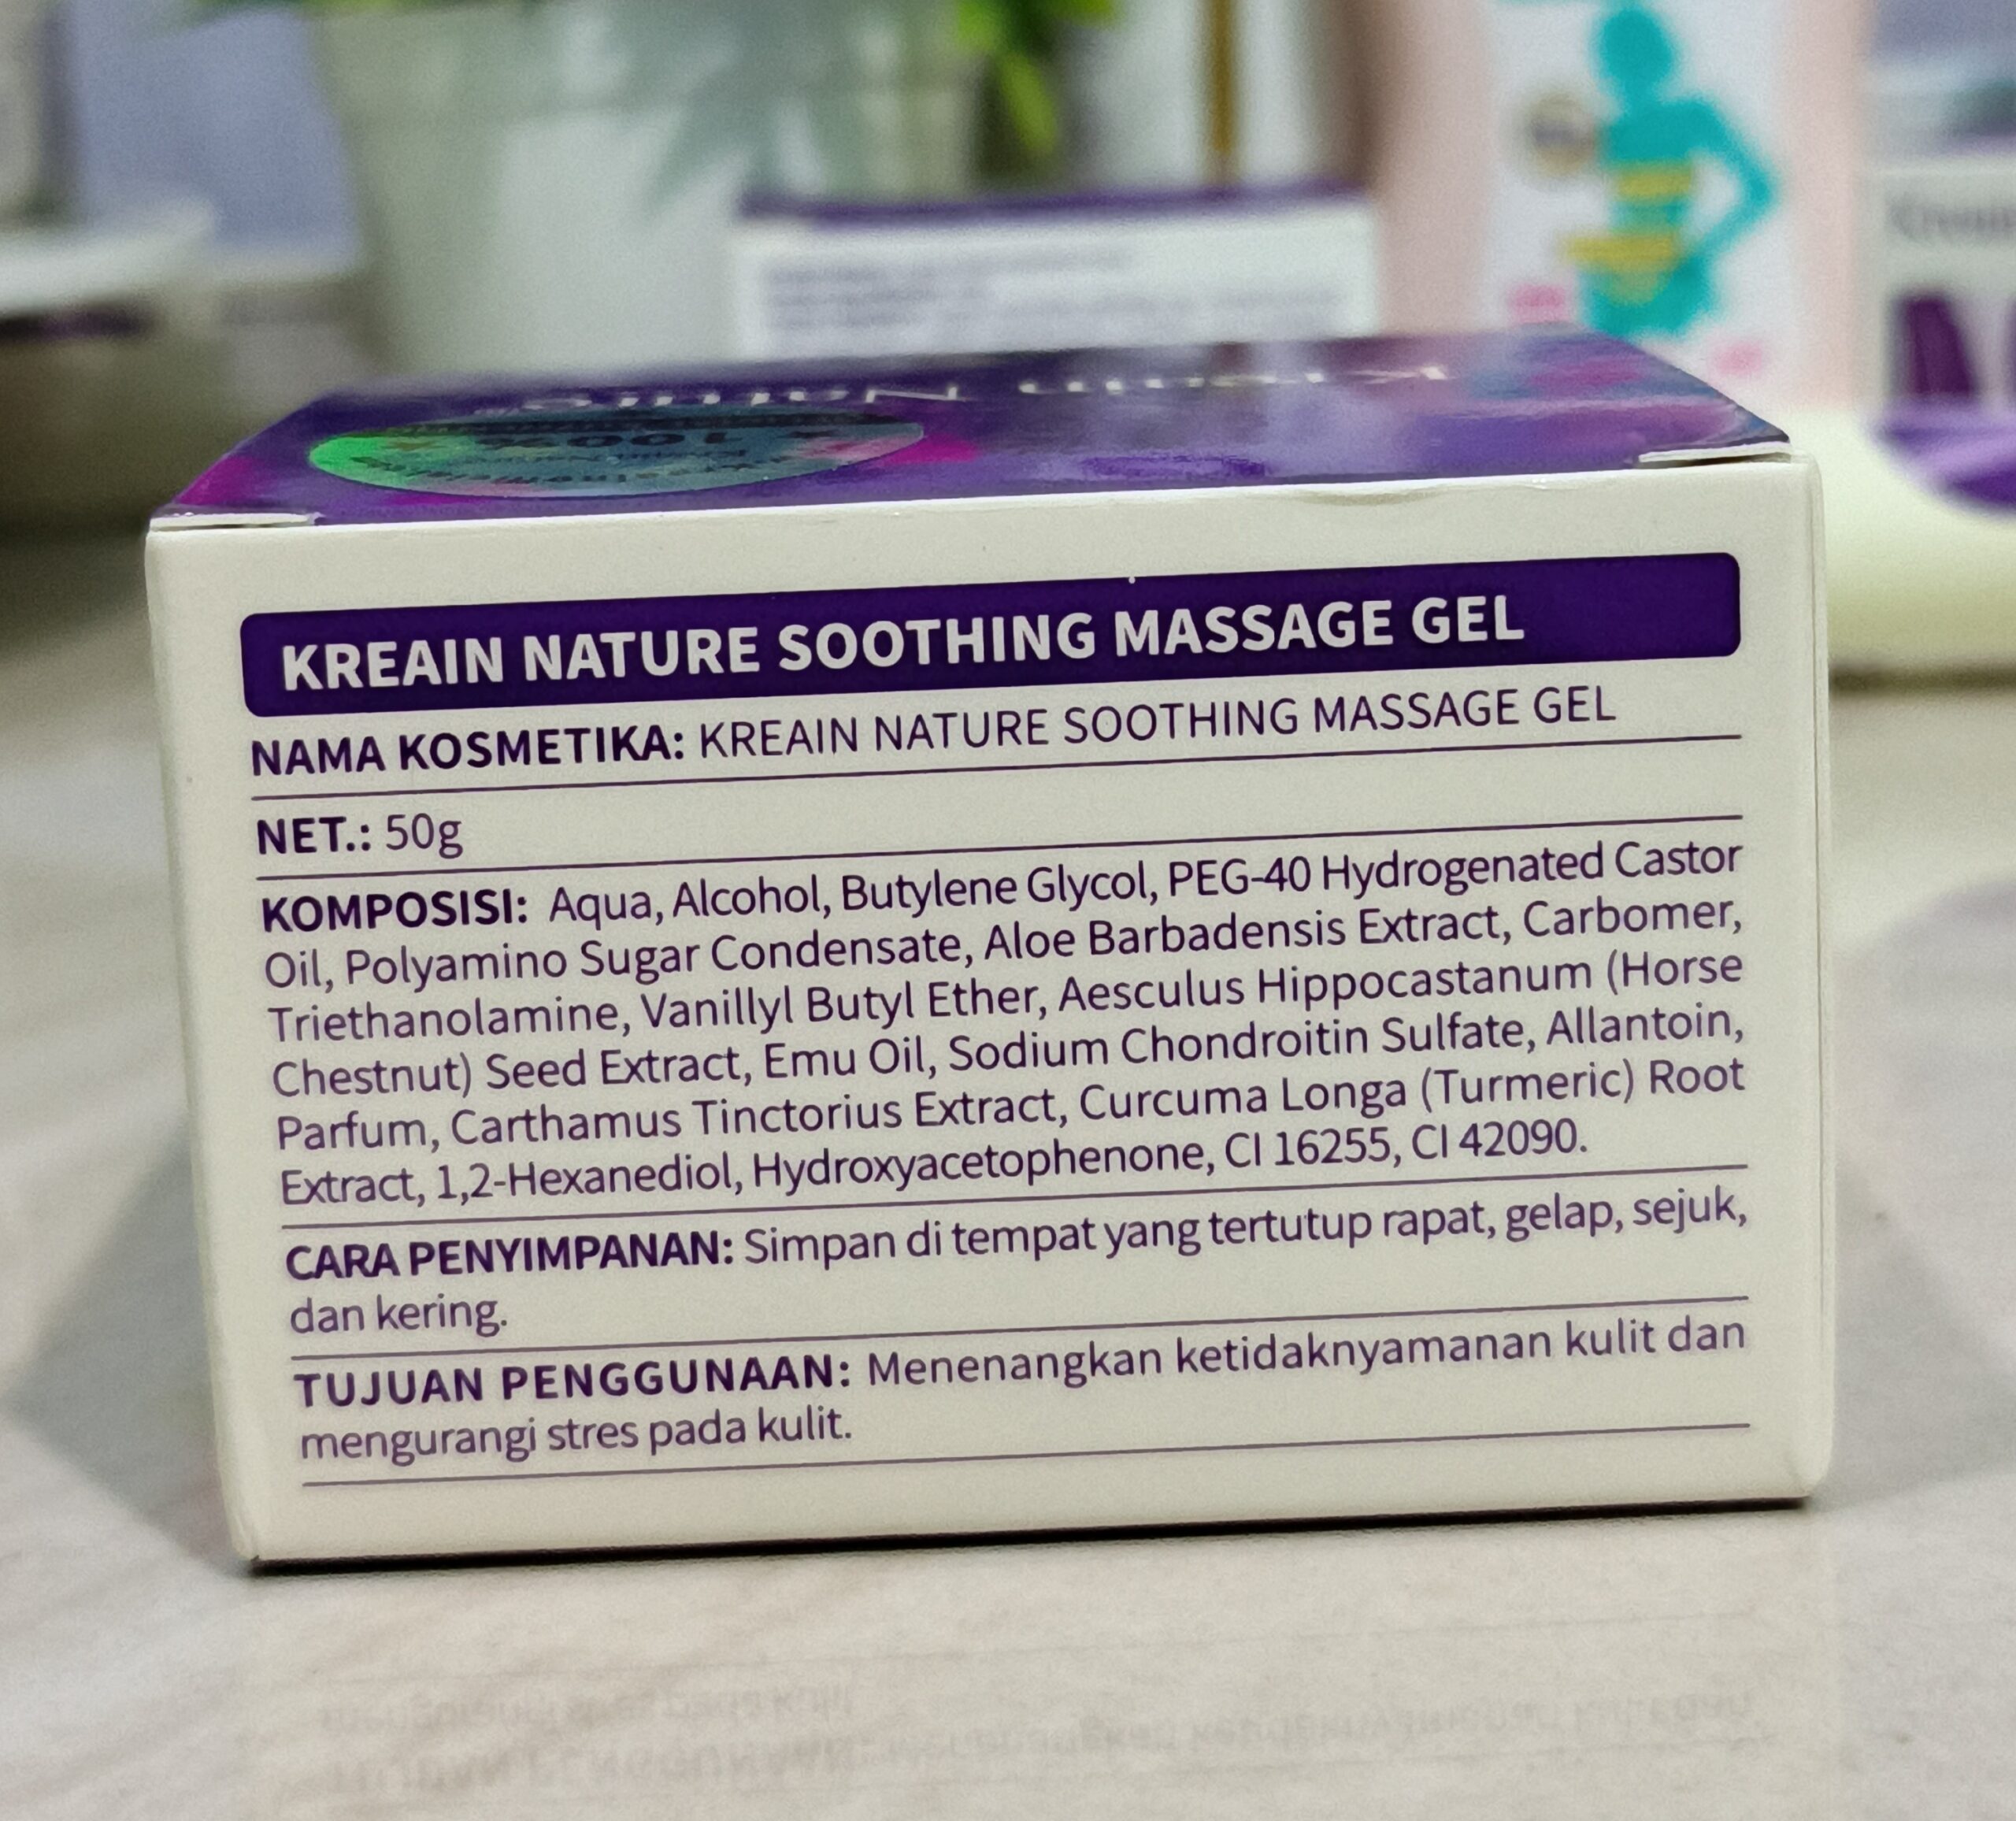 Kreain Nature
100%
KREAIN NATURE SOOTHING MASSAGE GEL
NAMA KOSMETIKA: KREAIN NATURE SOOTHING MASSAGE GEL
NET.: 50g
KOMPOSISI: Aqua, Alcohol, Butylene Glycol, PEG-40 Hydrogenated Castor
Oil, Polyamino Sugar Condensate, Aloe Barbadensis Extract, Carbomer,
Triethanolamine, Vanillyl Butyl Ether, Aesculus Hippocastanum (Horse
Chestnut) Seed Extract, Emu Oil, Sodium Chondroitin Sulfate, Allantoin,
Parfum, Carthamus Tinctorius Extract, Curcuma Longa (Turmeric) Root
Extract, 1,2-Hexanediol, Hydroxyacetophenone, CI 16255, CI 42090.
CARA PENYIMPANAN: Simpan di tempat yang tertutup rapat, gelap, sejuk,
dan kering.
TUJUAN PENGGUNAAN: Menenangkan ketidaknyamanan kulit dan
mengurangi stres pada kulit.